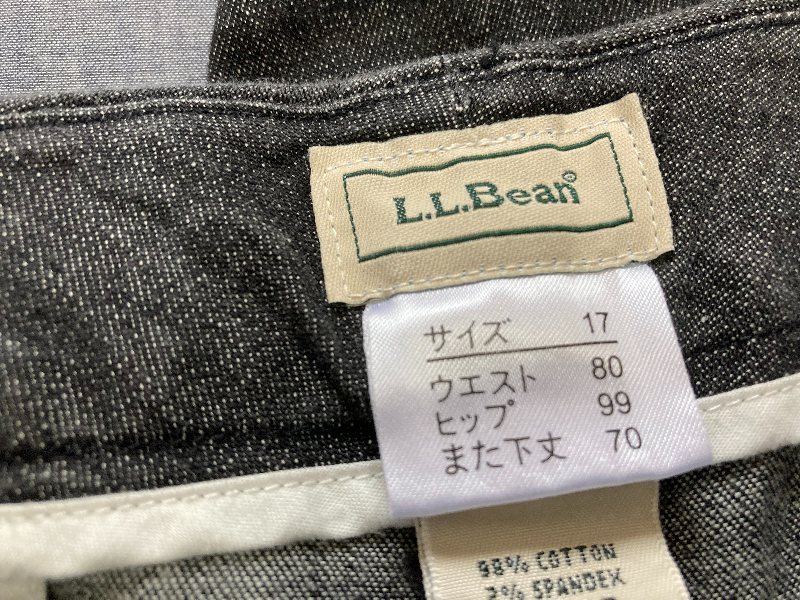 L.L.Bean®
サイズ 17
ウエスト 80
ヒップ 99
また下丈 70
98% COTTON
2% SPANDEX